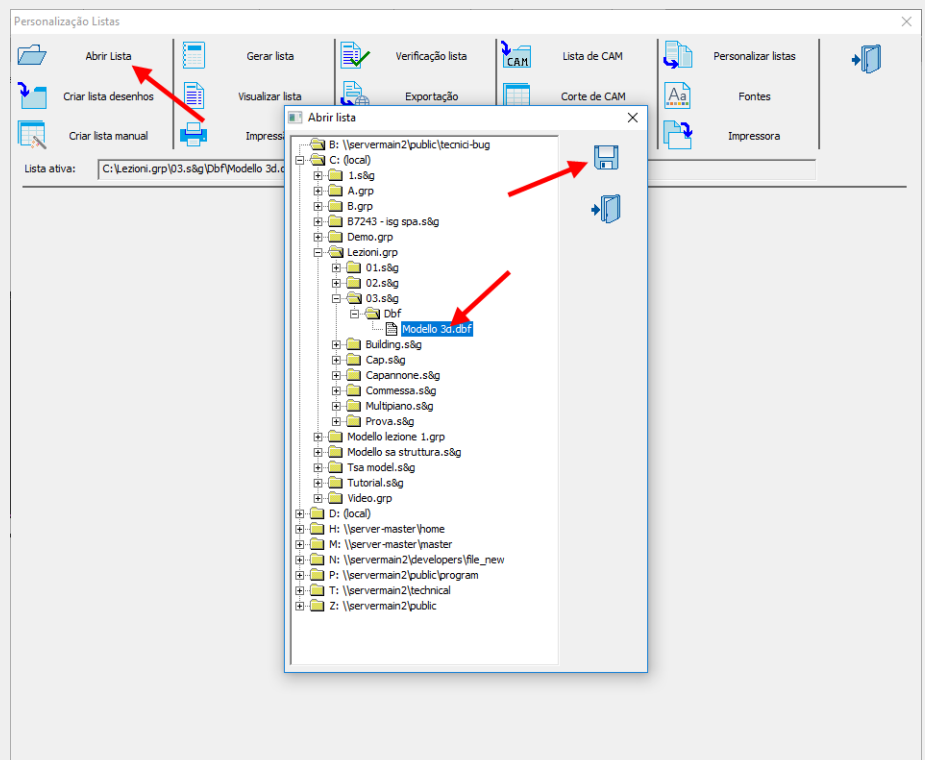 Personalização Listas
Abrir Lista
Gerar lista
Verificação lista
CAM
Lista de CAM
Personalizar listas
Criar lista desenhos
Visualizar lista
Exportação
Corte de CAM
Aa
Fontes
Criar lista manual
Impress
Impressora
Lista ativa:
C:\Lezioni.grp\03.s&g\Dbf\Modello 3d.
Abrir lista
B: \\servermain2\public\tecnici-bug
C: (local)
1.s&g
A.grp
B.grp
B7243 - isg spa.s&g
Demo.grp
Lezioni.grp
01.s&g
02.s&g
03.s&g
Dbf
Modello 3d.dbf
Building.s&g
Cap.s&g
Capannone.s&g
Commessa.s&g
Multipiano.s&g
Prova.s&g
Modello lezione 1.grp
Modello sa struttura.s&g
Tsa model.s&g
Tutorial.s&g
Video.grp
D: (local)
H: \\server-master\home
M: \\server-master\master
N: \\servermain2\developers\file_new
P: \\servermain2\public\program
T: \\servermain2\technical
Z: \\servermain2\public